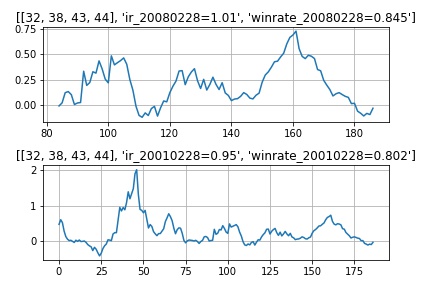 [[32, 38, 43, 44], 'ir_20080228=1.01', 'winrate_20080228=0.845']
0.75
0.50
0.25
0.00
80 100 120 140 160 180
[[32, 38, 43, 44], 'ir_20010228=0.95', 'winrate_20010228=0.802']
2
1
0
0 25 50 75 100 125 150 175